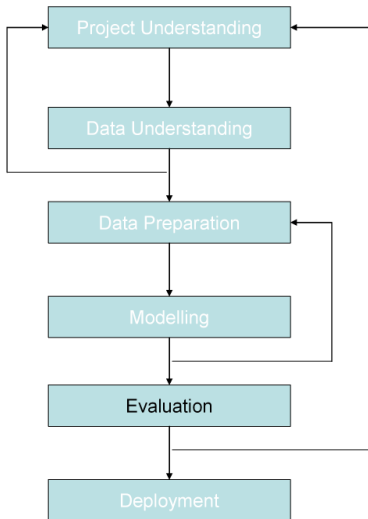 Project Understanding
Data Understanding
Data Preparation
Modelling
Evaluation
Deployment